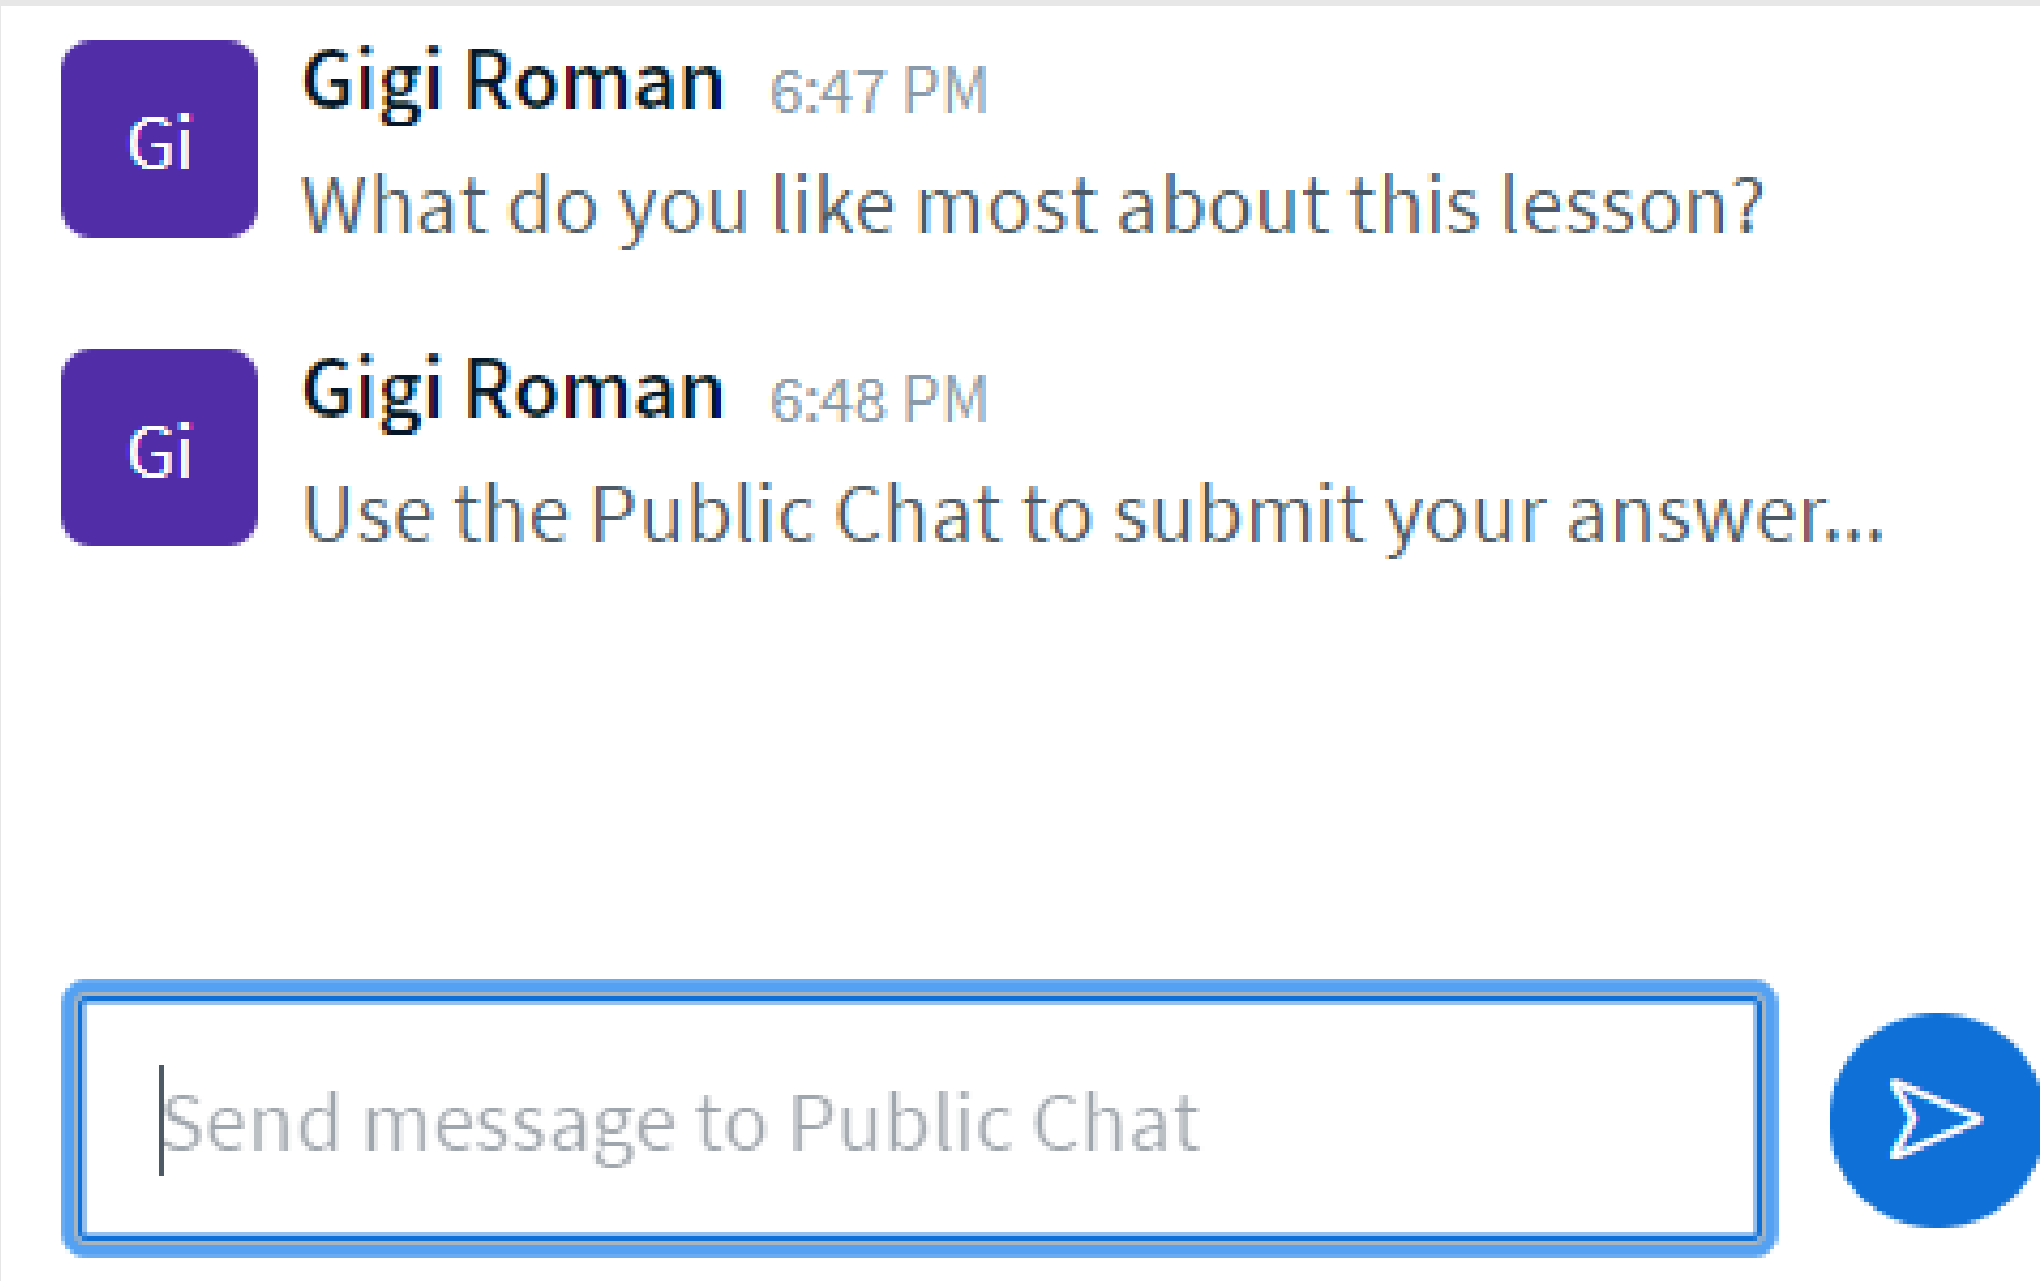 Gi
Gigi Roman 6:47 PM
What do you like most about this lesson?
Gi
Gigi Roman 6:48 PM
Use the Public Chat to submit your answer...
Send message to Public Chat